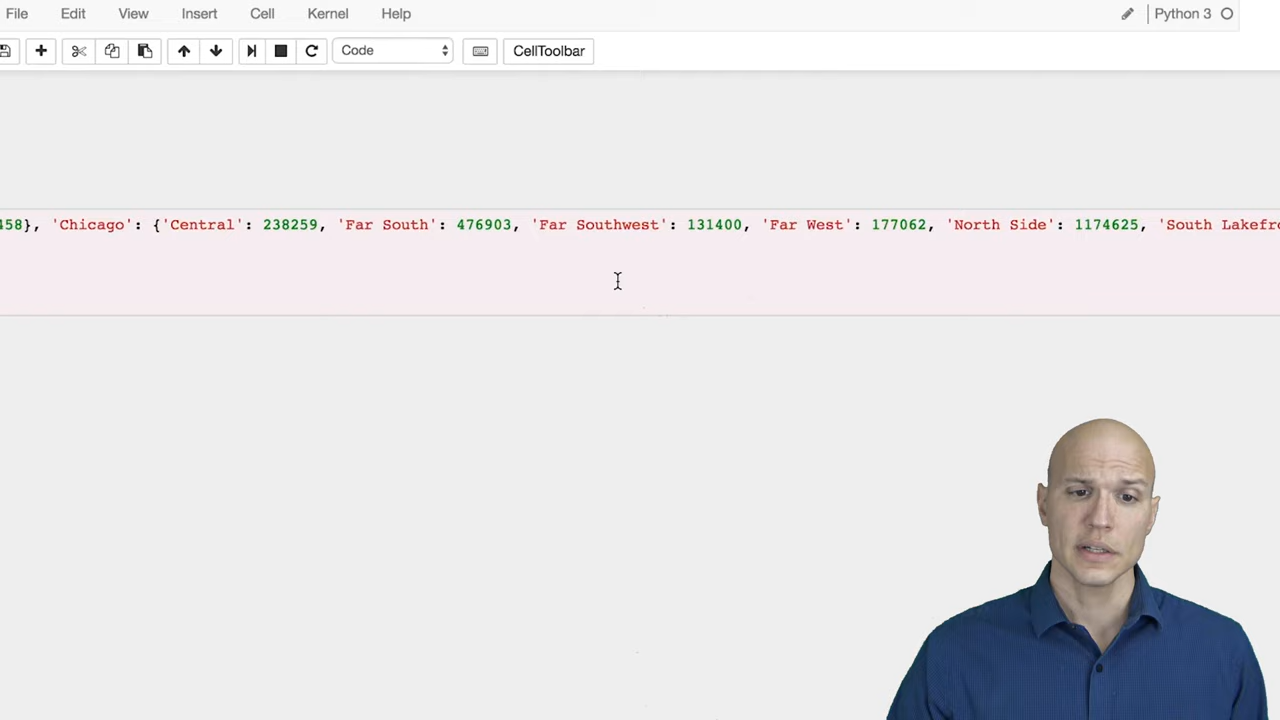 File Edit View Insert Cell Kernel Help Python 3
Code CellToolbar
458}, 'Chicago': {'Central': 238259, 'Far South': 476903, 'Far Southwest': 131400, 'Far West': 177062, 'North Side': 1174625, 'South Lakefro